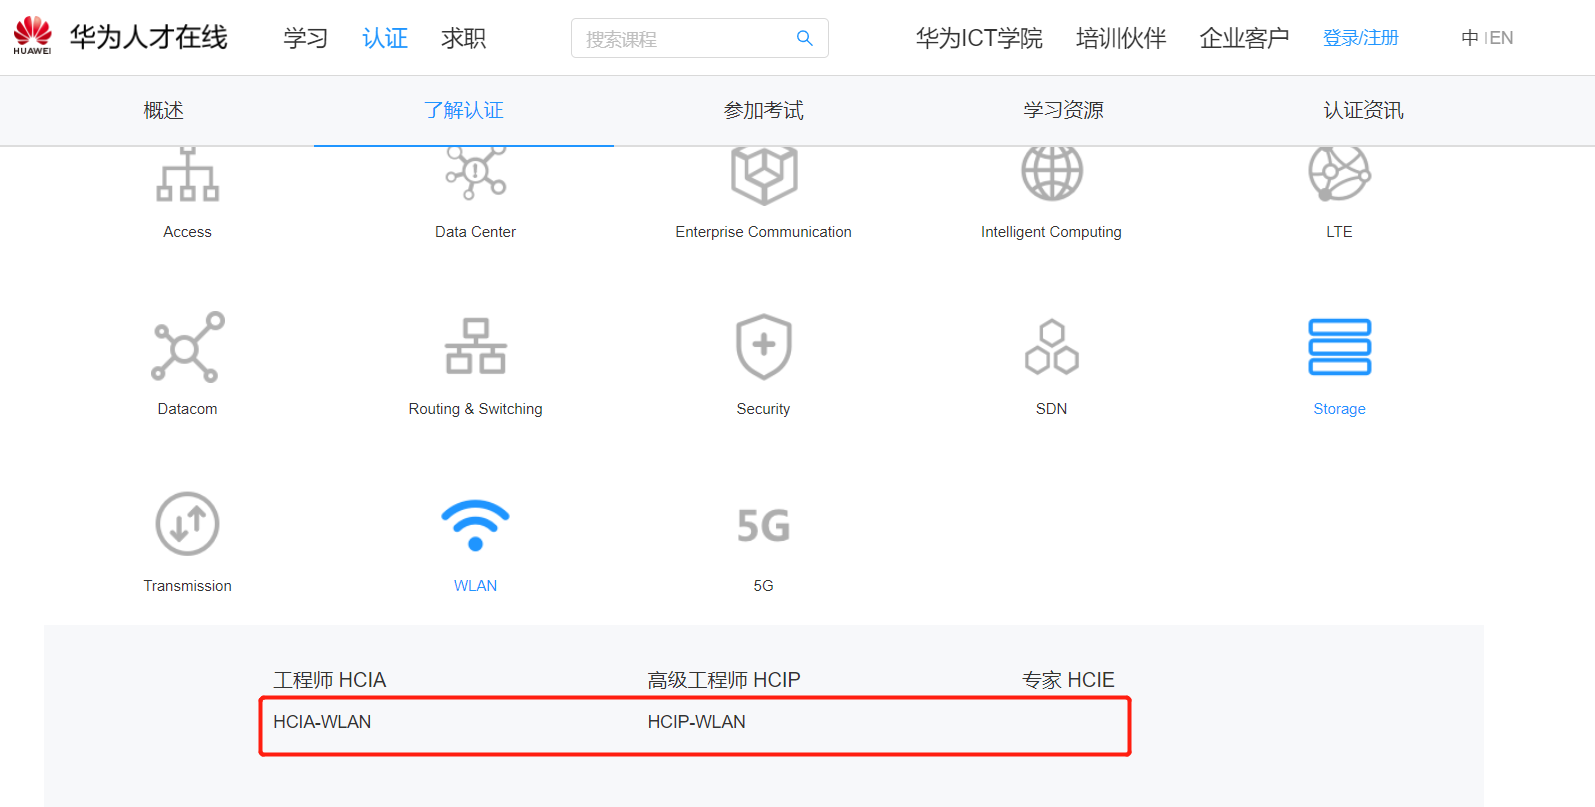 HUAWEI 华为人才在线 学习 认证 求职 搜索课程 华为ICT学院 培训伙伴 企业客户 登录/注册 中 | EN
概述 了解认证 参加考试 学习资源 认证资讯
Access Data Center Enterprise Communication Intelligent Computing LTE
Datacom Routing & Switching Security SDN Storage
5G
Transmission WLAN 5G
工程师 HCIA 高级工程师 HCIP 专家 HCIE
HCIA-WLAN HCIP-WLAN